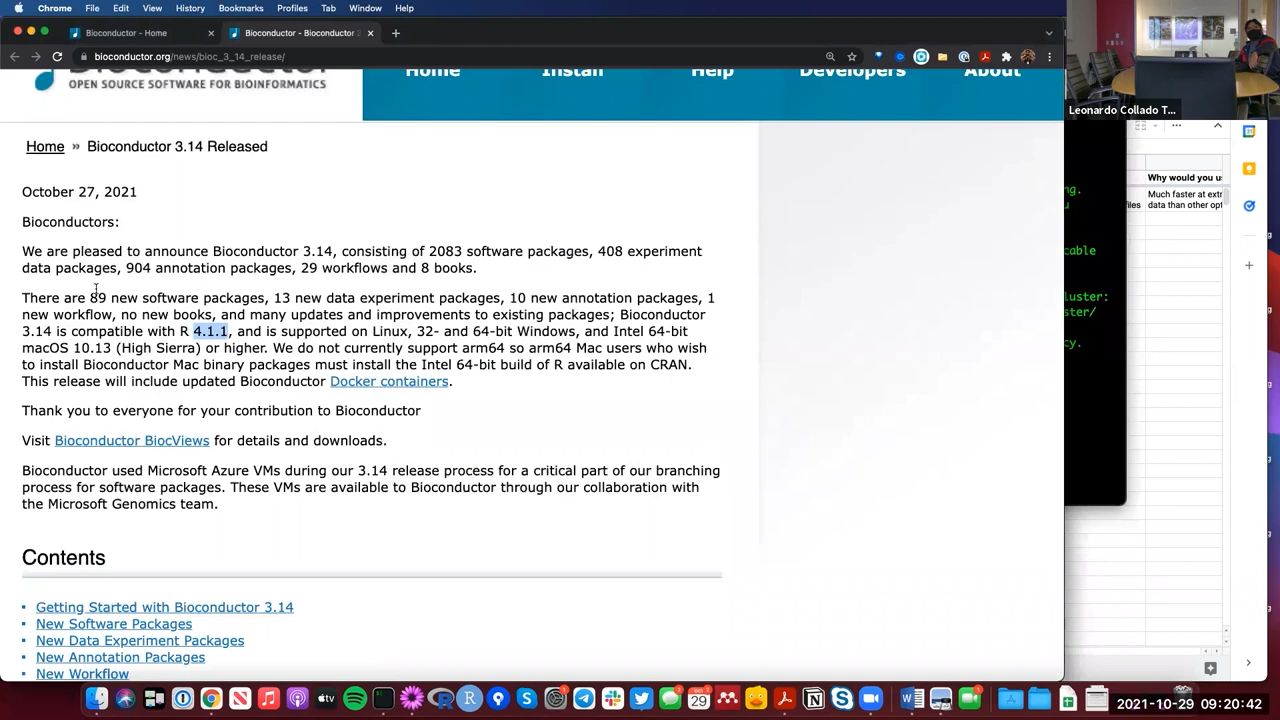 Chrome File Edit View History Bookmarks Profiles Tab Window Help
Bioconductor - Home
Bioconductor - Bioconductor 3
bioconductor.org/news/bioc_3_14_release/
OPEN SOURCE SOFTWARE FOR BIOINFORMATICS
Home Install Help Developers About
Leonardo Collado T...
Home » Bioconductor 3.14 Released
October 27, 2021
Bioconductors:
We are pleased to announce Bioconductor 3.14, consisting of 2083 software packages, 408 experiment
data packages, 904 annotation packages, 29 workflows and 8 books.
There are 89 new software packages, 13 new data experiment packages, 10 new annotation packages, 1
new workflow, no new books, and many updates and improvements to existing packages; Bioconductor
3.14 is compatible with R 4.1.1, and is supported on Linux, 32- and 64-bit Windows, and Intel 64-bit
macOS 10.13 (High Sierra) or higher. We do not currently support arm64 so arm64 Mac users who wish
to install Bioconductor Mac binary packages must install the Intel 64-bit build of R available on CRAN.
This release will include updated Bioconductor Docker containers.
Thank you to everyone for your contribution to Bioconductor
Visit Bioconductor BiocViews for details and downloads.
Bioconductor used Microsoft Azure VMs during our 3.14 release process for a critical part of our branching
process for software packages. These VMs are available to Bioconductor through our collaboration with
the Microsoft Genomics team.
Contents
Getting Started with Bioconductor 3.14
New Software Packages
New Data Experiment Packages
New Annotation Packages
New Workflow
ng.
u
cable
luster:
ter/
cy.
Why would you u
Much faster at extr
files data than other opt
29
2021-10-29 09:20:42